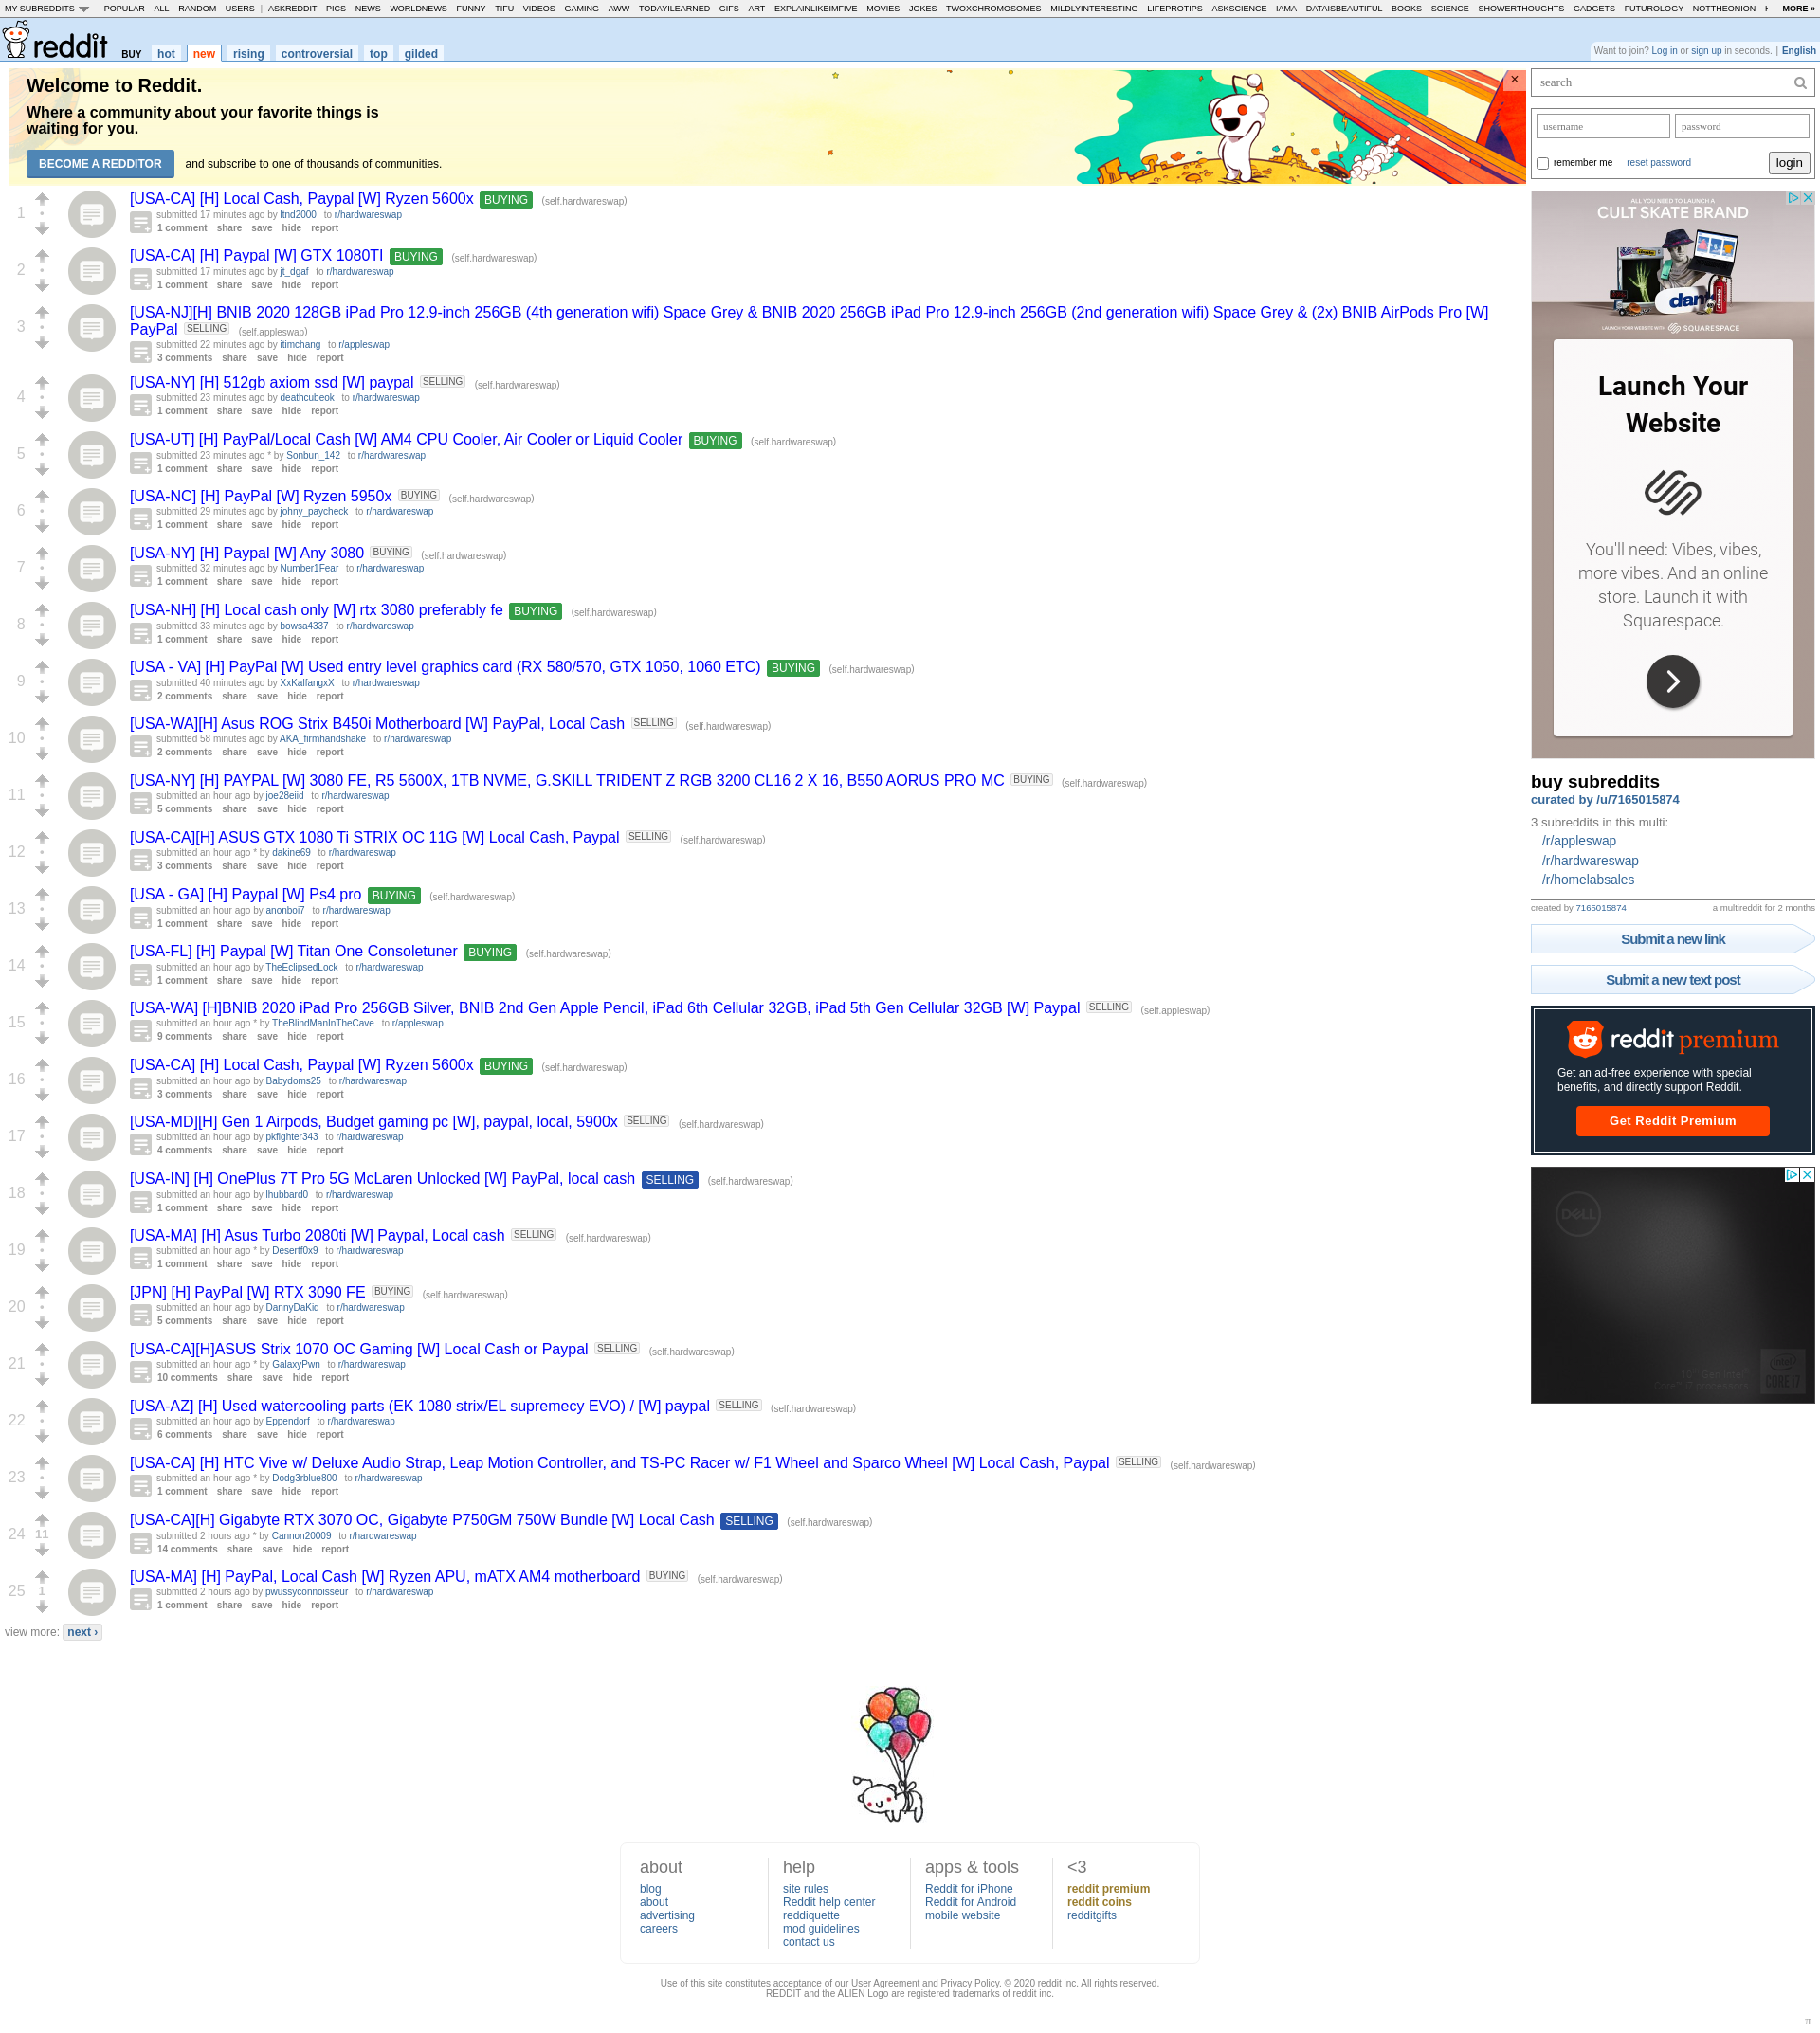 MY SUBREDDITS POPULAR - ALL - RANDOM - USERS | ASKREDDIT - PICS - NEWS - WORLDNEWS - FUNNY - TIFU - VIDEOS - GAMING - AWW - TODAYILEARNED - GIFS - ART - EXPLAINLIKEIMFIVE - MOVIES - JOKES - TWOXCHROMOSOMES - MILDLYINTERESTING - LIFEPROTIPS - ASKSCIENCE - IAMA - DATAISBEAUTIFUL - BOOKS - SCIENCE - SHOWERTHOUGHTS - GADGETS - FUTUROLOGY - NOTTHEONION - MORE »
reddit BUY hot new rising controversial top gilded
Want to join? Log in or sign up in seconds. | English
Welcome to Reddit.
Where a community about your favorite things is
waiting for you.
BECOME A REDDITOR and subscribe to one of thousands of communities.
×
1
[USA-CA] [H] Local Cash, Paypal [W] Ryzen 5600x BUYING (self.hardwareswap)
submitted 17 minutes ago by ltnd2000 to r/hardwareswap
1 comment share save hide report
2
[USA-CA] [H] Paypal [W] GTX 1080TI BUYING (self.hardwareswap)
submitted 17 minutes ago by jt_dgaf to r/hardwareswap
1 comment share save hide report
3
[USA-NJ][H] BNIB 2020 128GB iPad Pro 12.9-inch 256GB (4th generation wifi) Space Grey & BNIB 2020 256GB iPad Pro 12.9-inch 256GB (2nd generation wifi) Space Grey & (2x) BNIB AirPods Pro [W]
PayPal SELLING (self.appleswap)
submitted 22 minutes ago by itimchang to r/appleswap
3 comments share save hide report
4
[USA-NY] [H] 512gb axiom ssd [W] paypal SELLING (self.hardwareswap)
submitted 23 minutes ago by deathcubeok to r/hardwareswap
1 comment share save hide report
5
[USA-UT] [H] PayPal/Local Cash [W] AM4 CPU Cooler, Air Cooler or Liquid Cooler BUYING (self.hardwareswap)
submitted 23 minutes ago * by Sonbun_142 to r/hardwareswap
1 comment share save hide report
6
[USA-NC] [H] PayPal [W] Ryzen 5950x BUYING (self.hardwareswap)
submitted 29 minutes ago by johny_paycheck to r/hardwareswap
1 comment share save hide report
7
[USA-NY] [H] Paypal [W] Any 3080 BUYING (self.hardwareswap)
submitted 32 minutes ago by Number1Fear to r/hardwareswap
1 comment share save hide report
8
[USA-NH] [H] Local cash only [W] rtx 3080 preferably fe BUYING (self.hardwareswap)
submitted 33 minutes ago by bowsa4337 to r/hardwareswap
1 comment share save hide report
9
[USA - VA] [H] PayPal [W] Used entry level graphics card (RX 580/570, GTX 1050, 1060 ETC) BUYING (self.hardwareswap)
submitted 40 minutes ago by XxKalfangxX to r/hardwareswap
2 comments share save hide report
10
[USA-WA][H] Asus ROG Strix B450i Motherboard [W] PayPal, Local Cash SELLING (self.hardwareswap)
submitted 58 minutes ago by AKA_firmhandshake to r/hardwareswap
2 comments share save hide report
11
[USA-NY] [H] PAYPAL [W] 3080 FE, R5 5600X, 1TB NVME, G.SKILL TRIDENT Z RGB 3200 CL16 2 X 16, B550 AORUS PRO MC BUYING (self.hardwareswap)
submitted an hour ago by joe28eiid to r/hardwareswap
5 comments share save hide report
12
[USA-CA][H] ASUS GTX 1080 Ti STRIX OC 11G [W] Local Cash, Paypal SELLING (self.hardwareswap)
submitted an hour ago * by dakine69 to r/hardwareswap
3 comments share save hide report
13
[USA - GA] [H] Paypal [W] Ps4 pro BUYING (self.hardwareswap)
submitted an hour ago by anonboi7 to r/hardwareswap
1 comment share save hide report
14
[USA-FL] [H] Paypal [W] Titan One Consoletuner BUYING (self.hardwareswap)
submitted an hour ago by TheEclipsedLock to r/hardwareswap
1 comment share save hide report
15
[USA-WA] [H]BNIB 2020 iPad Pro 256GB Silver, BNIB 2nd Gen Apple Pencil, iPad 6th Cellular 32GB, iPad 5th Gen Cellular 32GB [W] Paypal SELLING (self.appleswap)
submitted an hour ago * by TheBlindManInTheCave to r/appleswap
9 comments share save hide report
16
[USA-CA] [H] Local Cash, Paypal [W] Ryzen 5600x BUYING (self.hardwareswap)
submitted an hour ago by Babydoms25 to r/hardwareswap
3 comments share save hide report
17
[USA-MD][H] Gen 1 Airpods, Budget gaming pc [W], paypal, local, 5900x SELLING (self.hardwareswap)
submitted an hour ago by pkfighter343 to r/hardwareswap
4 comments share save hide report
18
[USA-IN] [H] OnePlus 7T Pro 5G McLaren Unlocked [W] PayPal, local cash SELLING (self.hardwareswap)
submitted an hour ago by lhubbard0 to r/hardwareswap
1 comment share save hide report
19
[USA-MA] [H] Asus Turbo 2080ti [W] Paypal, Local cash SELLING (self.hardwareswap)
submitted an hour ago * by Desertf0x9 to r/hardwareswap
1 comment share save hide report
20
[JPN] [H] PayPal [W] RTX 3090 FE BUYING (self.hardwareswap)
submitted an hour ago by DannyDaKid to r/hardwareswap
5 comments share save hide report
21
[USA-CA][H]ASUS Strix 1070 OC Gaming [W] Local Cash or Paypal SELLING (self.hardwareswap)
submitted an hour ago * by GalaxyPwn to r/hardwareswap
10 comments share save hide report
22
[USA-AZ] [H] Used watercooling parts (EK 1080 strix/EL supremecy EVO) / [W] paypal SELLING (self.hardwareswap)
submitted an hour ago by Eppendorf to r/hardwareswap
6 comments share save hide report
23
[USA-CA] [H] HTC Vive w/ Deluxe Audio Strap, Leap Motion Controller, and TS-PC Racer w/ F1 Wheel and Sparco Wheel [W] Local Cash, Paypal SELLING (self.hardwareswap)
submitted an hour ago * by Dodg3rblue800 to r/hardwareswap
1 comment share save hide report
24 11
[USA-CA][H] Gigabyte RTX 3070 OC, Gigabyte P750GM 750W Bundle [W] Local Cash SELLING (self.hardwareswap)
submitted 2 hours ago * by Cannon20009 to r/hardwareswap
14 comments share save hide report
25 1
[USA-MA] [H] PayPal, Local Cash [W] Ryzen APU, mATX AM4 motherboard BUYING (self.hardwareswap)
submitted 2 hours ago by pwussyconnoisseur to r/hardwareswap
1 comment share save hide report
view more: next ›
search
username password
remember me reset password login
ALL YOU NEED TO LAUNCH A
CULT SKATE BRAND
dan
LAUNCH YOUR WEBSITE WITH SQUARESPACE
Launch Your
Website
You'll need: Vibes, vibes,
more vibes. And an online
store. Launch it with
Squarespace.
buy subreddits
curated by /u/7165015874
3 subreddits in this multi:
/r/appleswap
/r/hardwareswap
/r/homelabsales
created by 7165015874 a multireddit for 2 months
Submit a new link
Submit a new text post
reddit premium
Get an ad-free experience with special
benefits, and directly support Reddit.
Get Reddit Premium
DELL
10th Gen Intel®
Core™ i7 processors
intel
CORE i7
about
blog
about
advertising
careers
help
site rules
Reddit help center
reddiquette
mod guidelines
contact us
apps & tools
Reddit for iPhone
Reddit for Android
mobile website
<3
reddit premium
reddit coins
redditgifts
Use of this site constitutes acceptance of our User Agreement and Privacy Policy. © 2020 reddit inc. All rights reserved.
REDDIT and the ALIEN Logo are registered trademarks of reddit inc.
π